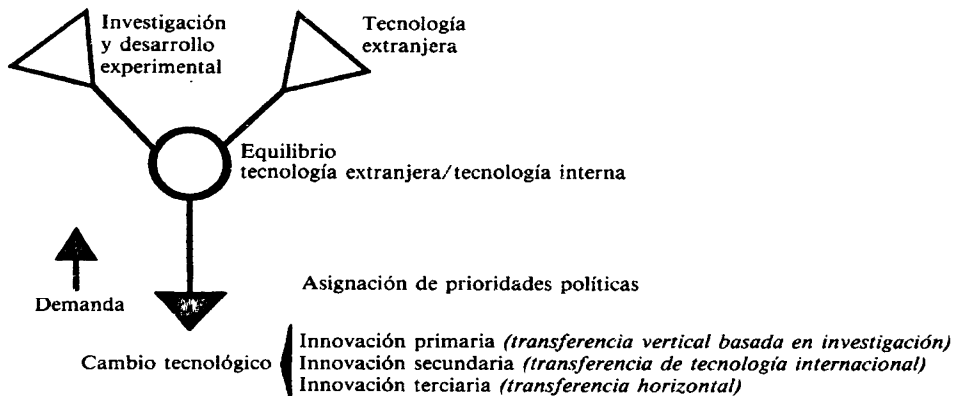 Investigación
y desarrollo
experimental
Tecnología
extranjera
Equilibrio
tecnología extranjera/tecnología interna
Demanda
Asignación de prioridades políticas
Cambio tecnológico
Innovación primaria (transferencia vertical basada en investigación)
Innovación secundaria (transferencia de tecnología internacional)
Innovación terciaria (transferencia horizontal)